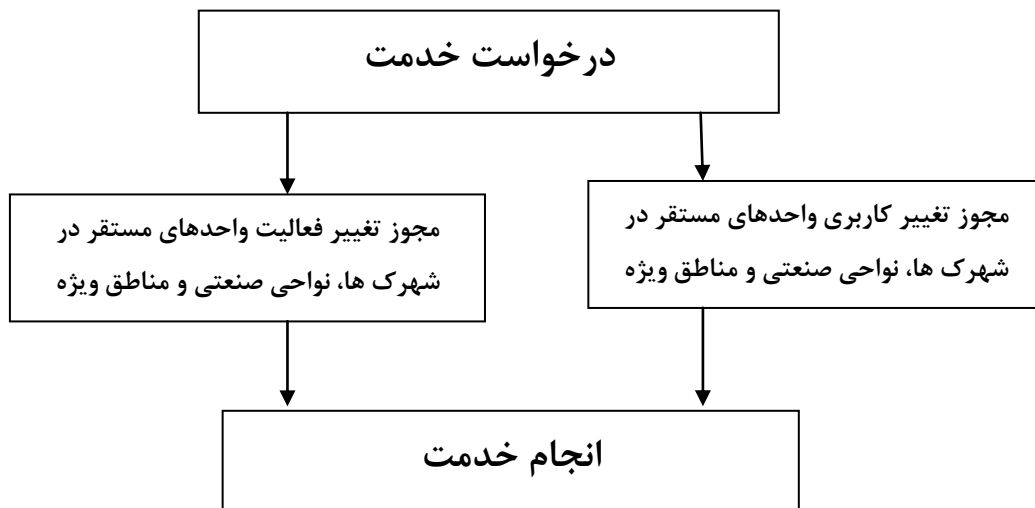 درخواست خدمت
مجوز تغییر کاربری واحدهای مستقر در
شهرک ها، نواحی صنعتی و مناطق ویژه
مجوز تغییر فعالیت واحدهای مستقر در
شهرک ها، نواحی صنعتی و مناطق ویژه
انجام خدمت